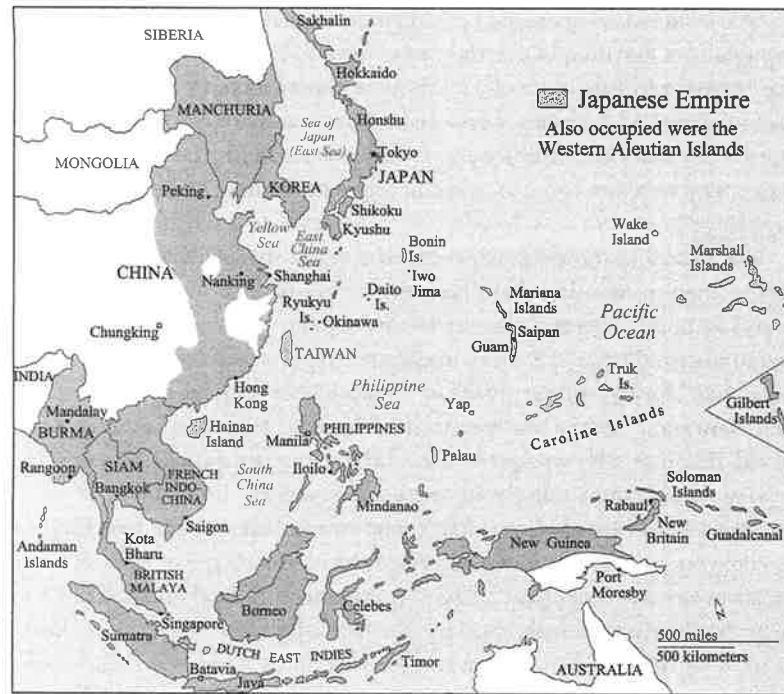 SIBERIA
Sakhalin
Hokkaido
MANCHURIA
Honshu
Sea of
Japan
(East Sea)
Tokyo
MONGOLIA
JAPAN
Peking
KOREA
Shikoku
Kyushu
Yellow
Sea
East
China
Sea
Japanese Empire
Also occupied were the
Western Aleutian Islands
CHINA
Nanking
Shanghai
Bonin
Is.
Iwo
Jima
Wake
Island
Marshall
Islands
Ryukyu
Is.
Daito
Is.
Okinawa
Mariana
Islands
Saipan
Guam
Pacific
Ocean
Chungking
TAIWAN
INDIA
Hong
Kong
Philippine
Sea
Truk
Is.
Gilbert
Islands
Mandalay
BURMA
Hainan
Island
Manila
PHILIPPINES
Yap
Caroline Islands
Rangoon
SIAM
Bangkok
FRENCH
INDO-
CHINA
South
China
Sea
Iloilo
Palau
Mindanao
Saigon
Soloman
Islands
Rabaul
New
Britain
Guadalcanal
Andaman
Islands
Kota
Bharu
BRITISH
MALAYA
New Guinea
Port
Moresby
Singapore
Sumatra
Borneo
Celebes
DUTCH EAST INDIES
Batavia
Java
Timor
AUSTRALIA
N
500 miles
500 kilometers